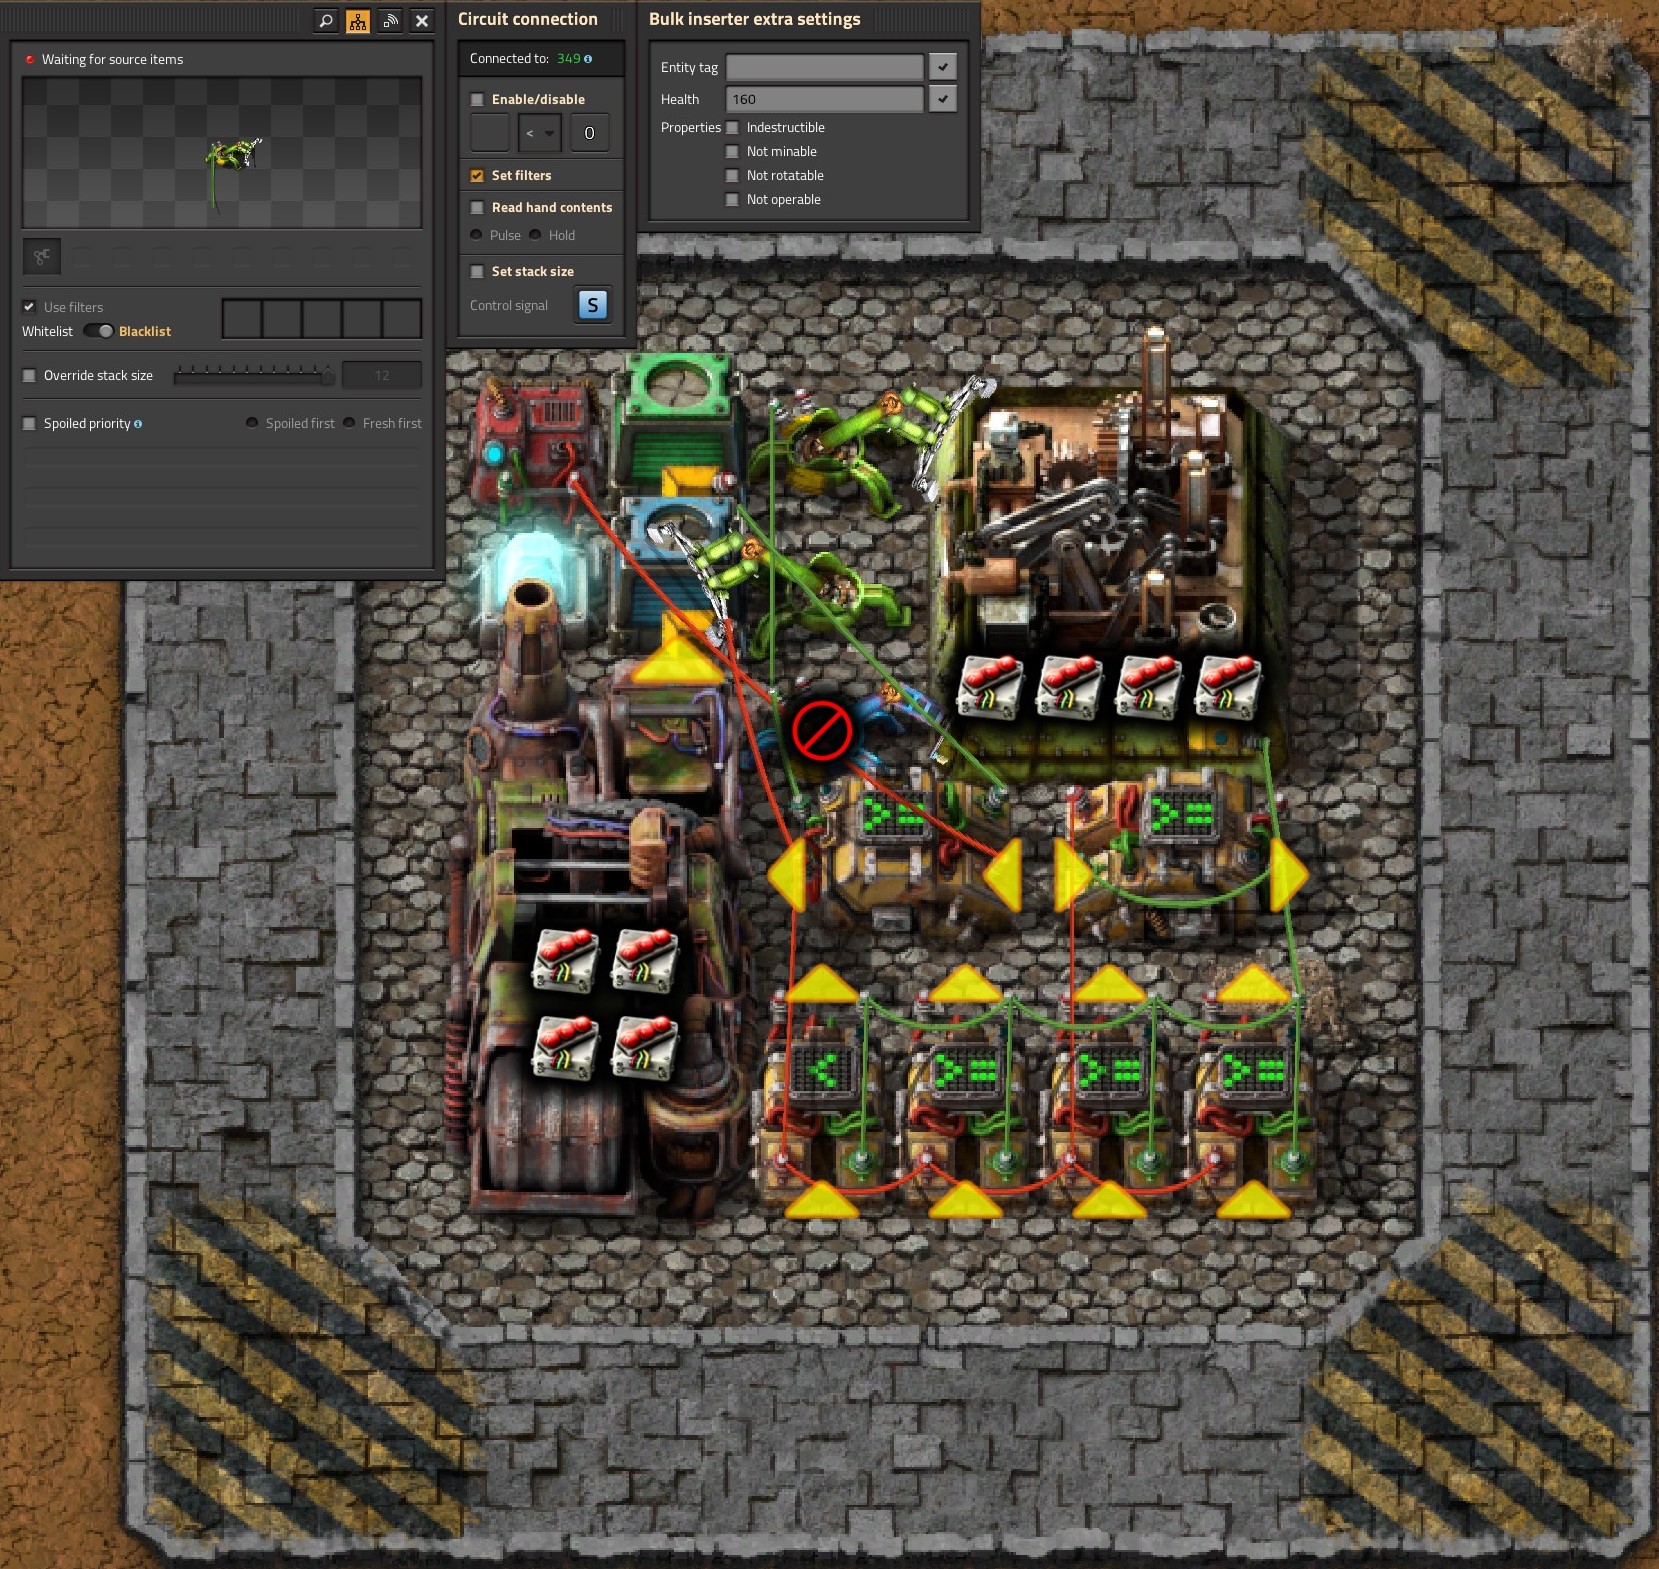 Waiting for source items
Use filters
Whitelist Blacklist
Override stack size 12
Spoiled priority Spoiled first Fresh first
Circuit connection
Connected to: 349
Enable/disable
< 0
Set filters
Read hand contents
Pulse Hold
Set stack size
Control signal S
Bulk inserter extra settings
Entity tag
Health 160
Properties Indestructible
Not minable
Not rotatable
Not operable
>= >=
< >= >= >=